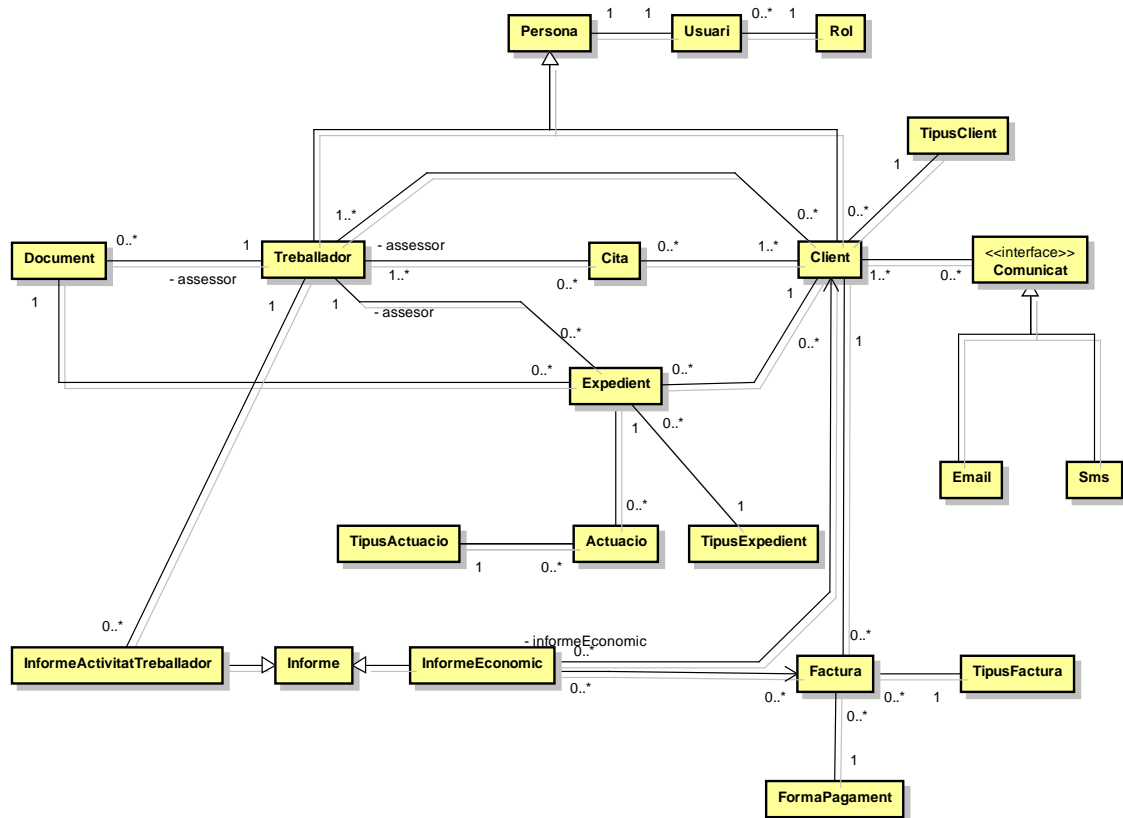 1 1 0..* 1
Persona Usuari Rol
TipusClient
1
1..* 0..* 0..*
0..* 1 - assessor 0..* 1..*
Document Treballador Cita Client <<interface>>
Comunicat
- assessor 1..* 0..* 1..* 0..*
1 1 1 - assesor 1
0..* 0..* 1
0..* 0..*
Expedient
1 0..*
Email Sms
0..* 1
TipusActuacio Actuacio TipusExpedient
1 0..*
0..* - informeEconomic 0..*
0..*
InformeActivitatTreballador Informe InformeEconomic Factura TipusFactura
0..* 0..* 0..* 1
0..*
1
FormaPagament